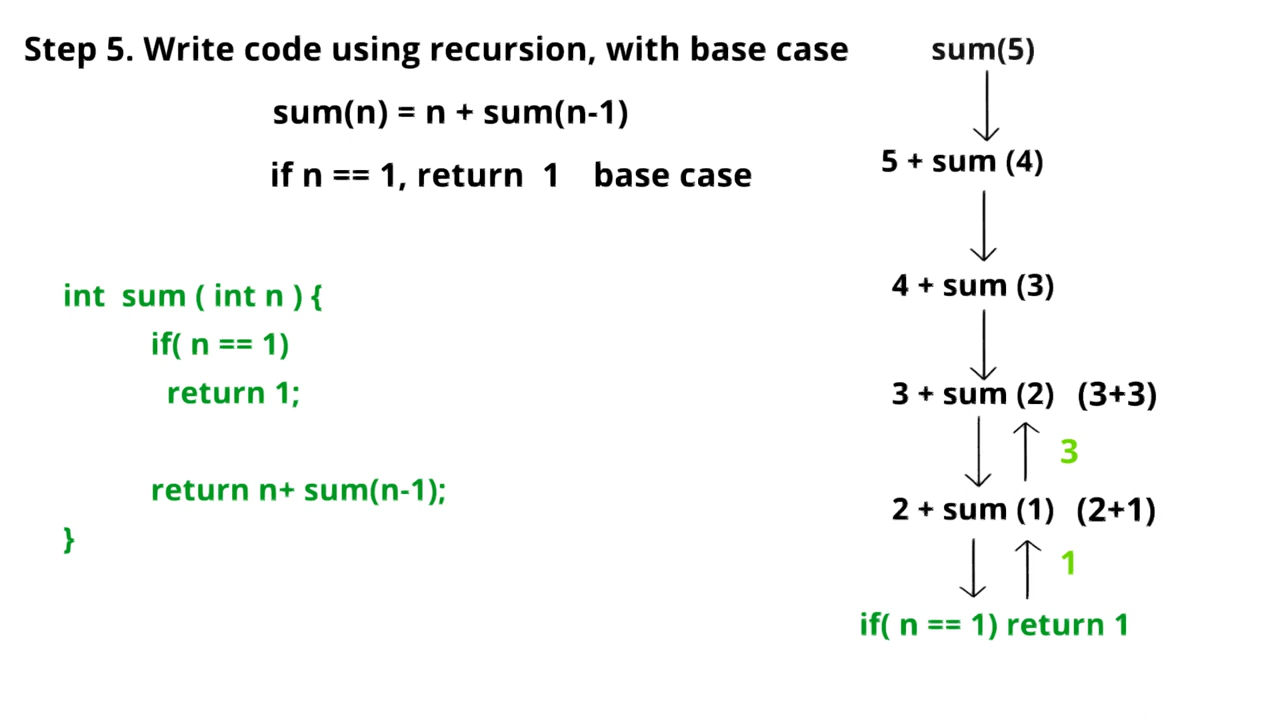 Step 5. Write code using recursion, with base case
sum(n) = n + sum(n-1)
if n == 1, return 1 base case
int sum ( int n ) {
if( n == 1)
return 1;
return n+ sum(n-1);
}
sum(5)
5 + sum (4)
4 + sum (3)
3 + sum (2) (3+3)
3
2 + sum (1) (2+1)
1
if( n == 1) return 1